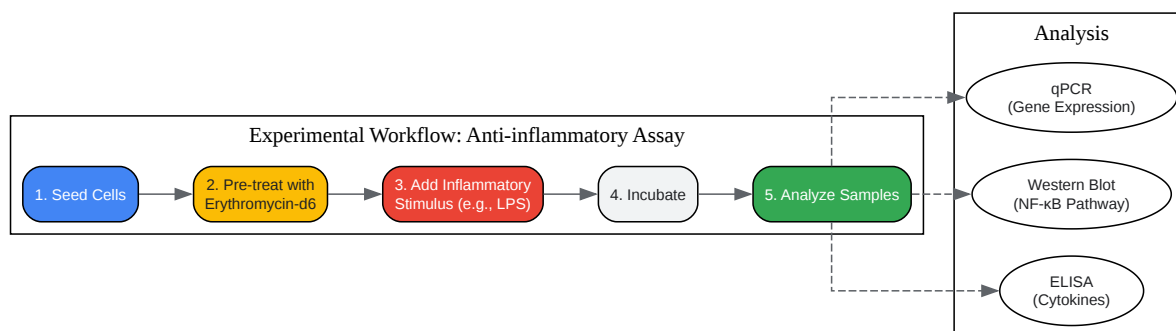 Experimental Workflow: Anti-inflammatory Assay
1. Seed Cells
2. Pre-treat with
Erythromycin-d6
3. Add Inflammatory
Stimulus (e.g., LPS)
4. Incubate
5. Analyze Samples
Analysis
qPCR
(Gene Expression)
Western Blot
(NF-κB Pathway)
ELISA
(Cytokines)